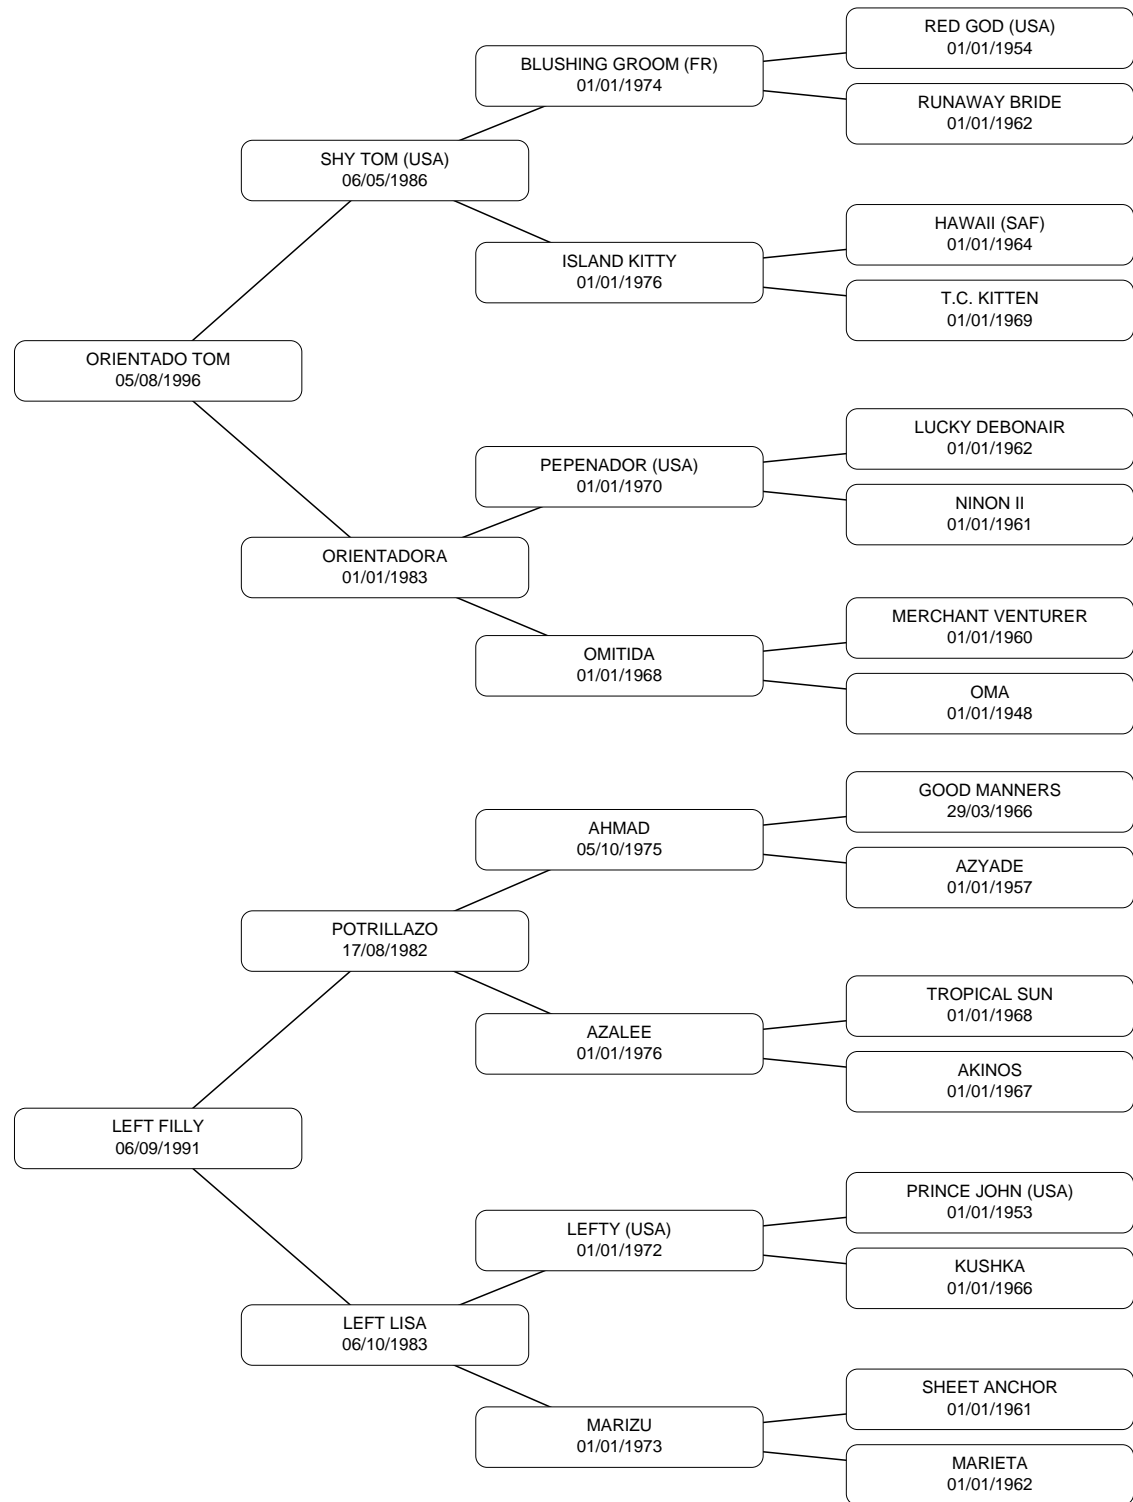 RED GOD (USA)
01/01/1954
BLUSHING GROOM (FR)
01/01/1974
RUNAWAY BRIDE
01/01/1962
SHY TOM (USA)
06/05/1986
HAWAII (SAF)
01/01/1964
ISLAND KITTY
01/01/1976
T.C. KITTEN
01/01/1969
ORIENTADO TOM
05/08/1996
LUCKY DEBONAIR
01/01/1962
PEPENADOR (USA)
01/01/1970
NINON II
01/01/1961
ORIENTADORA
01/01/1983
MERCHANT VENTURER
01/01/1960
OMITIDA
01/01/1968
OMA
01/01/1948
GOOD MANNERS
29/03/1966
AHMAD
05/10/1975
AZYADE
01/01/1957
POTRILLAZO
17/08/1982
TROPICAL SUN
01/01/1968
AZALEE
01/01/1976
AKINOS
01/01/1967
LEFT FILLY
06/09/1991
PRINCE JOHN (USA)
01/01/1953
LEFTY (USA)
01/01/1972
KUSHKA
01/01/1966
LEFT LISA
06/10/1983
SHEET ANCHOR
01/01/1961
MARIZU
01/01/1973
MARIETA
01/01/1962